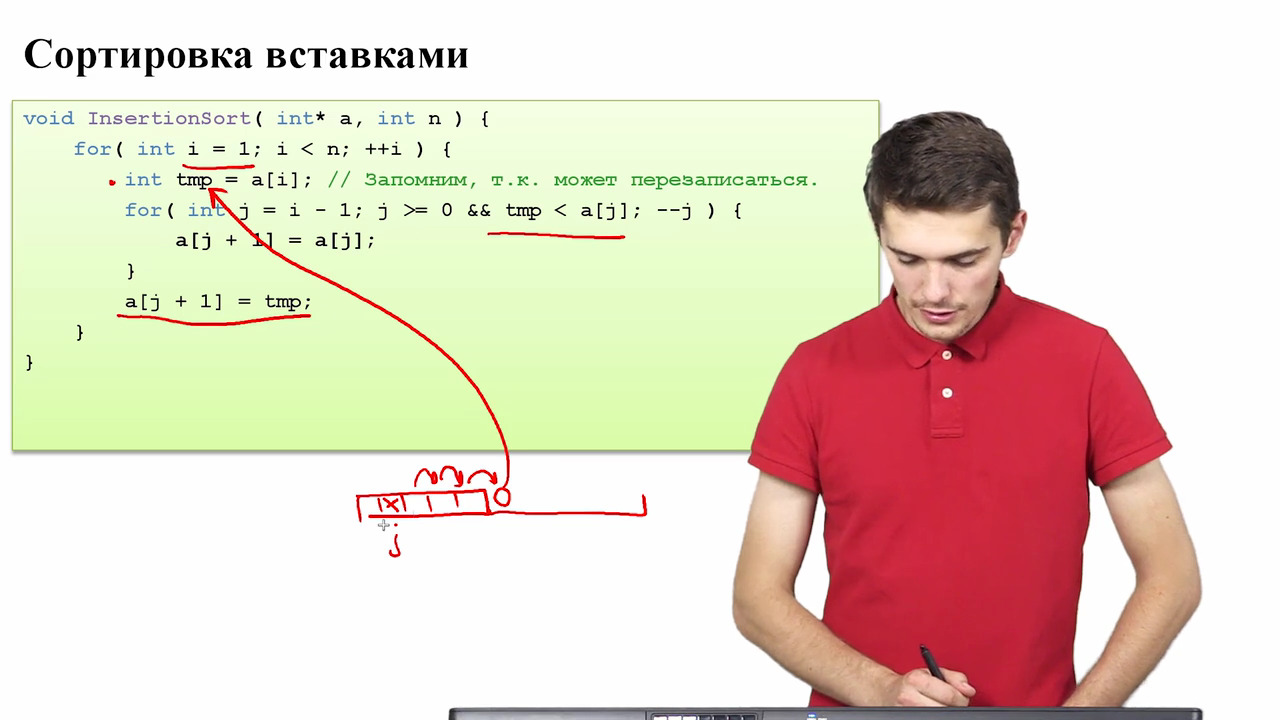 Сортировка вставками
void InsertionSort( int* a, int n ) {
for( int i = 1; i < n; ++i ) {
int tmp = a[i]; // Запомним, т.к. может перезаписаться.
for( int j = i - 1; j >= 0 && tmp < a[j]; --j ) {
a[j + 1] = a[j];
}
a[j + 1] = tmp;
}
}
x
j